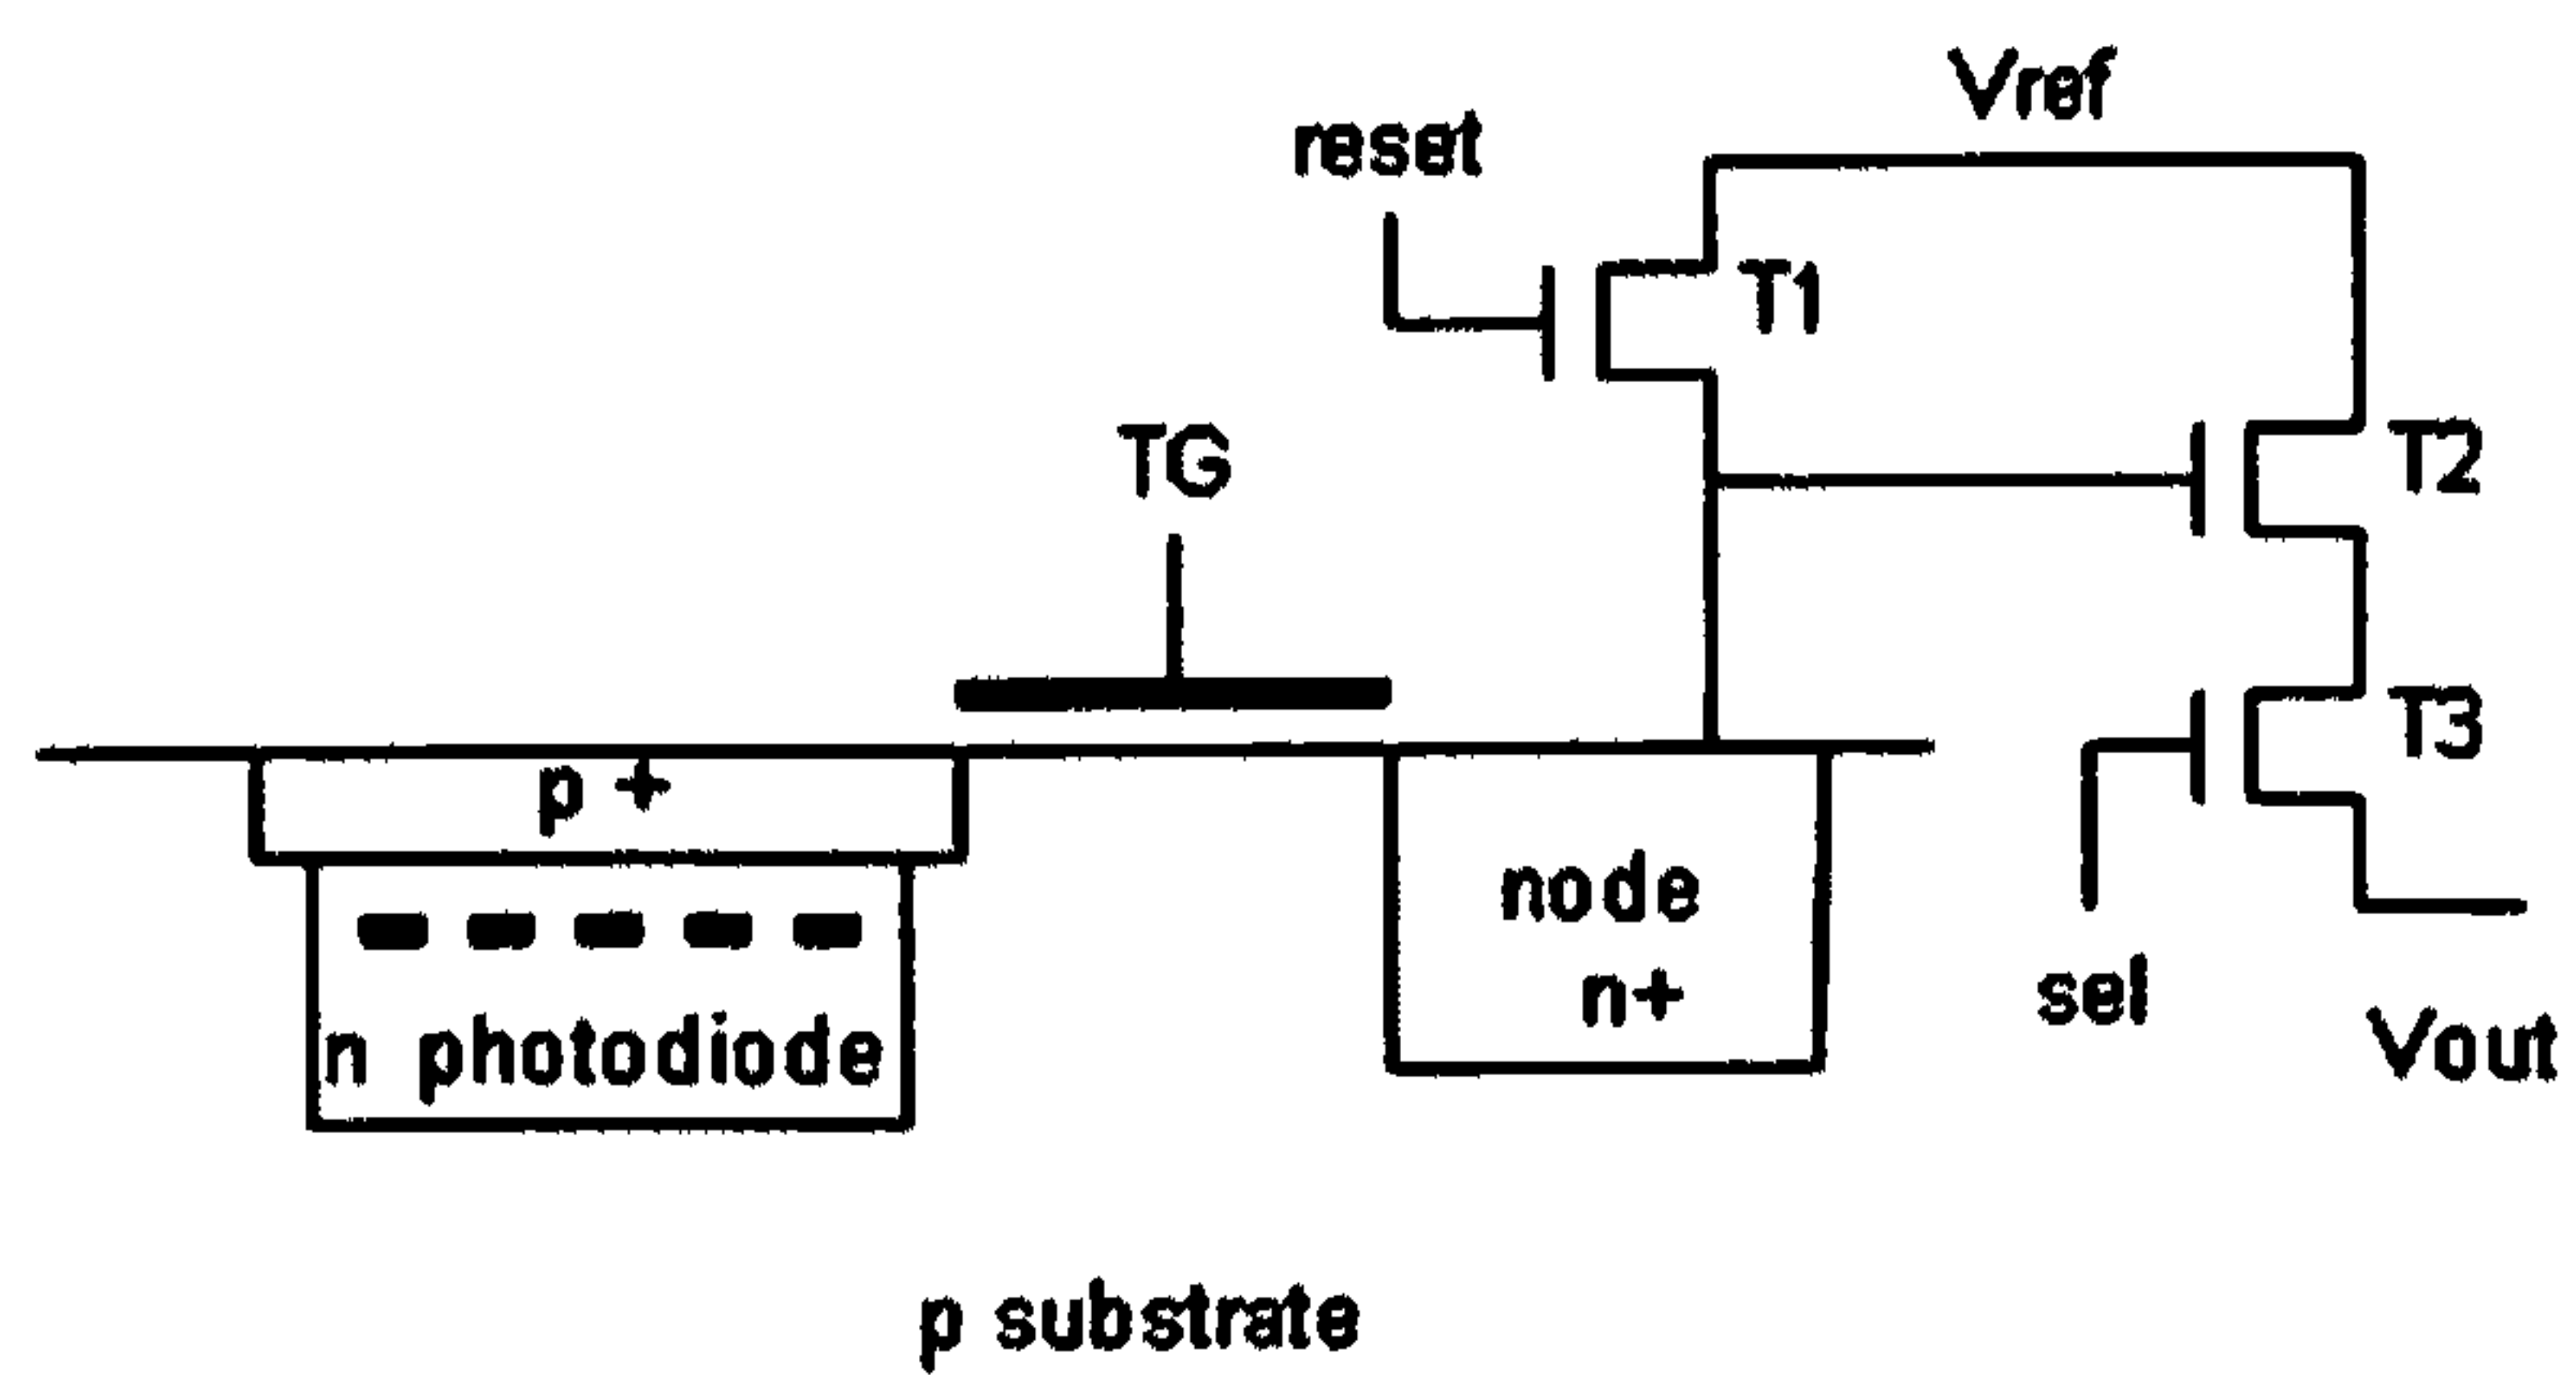 Vref
reset
T1
TG
T2
T3
p +
node
n+
sel
n photodiode
Vout
p substrate